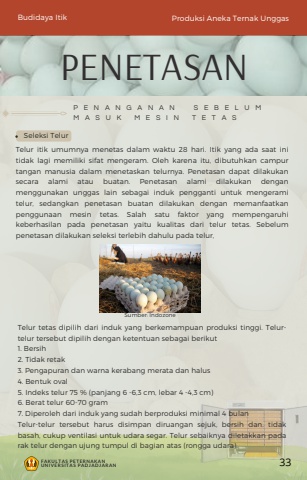 Budidaya Itik
Produksi Aneka Ternak Unggas
PENETASAN
PENANGANAN SEBELUM
MASUK MESIN TETAS
• Seleksi Telur
Telur itik umumnya menetas dalam waktu 28 hari. Itik yang ada saat ini
tidak lagi memiliki sifat mengeram. Oleh karena itu, dibutuhkan campur
tangan manusia dalam menetaskan telurnya. Penetasan dapat dilakukan
secara alami atau buatan. Penetasan alami dilakukan dengan
menggunakan unggas lain sebagai induk pengganti untuk mengerami
telur, sedangkan penetasan buatan dilakukan dengan memanfaatkan
penggunaan mesin tetas. Salah satu faktor yang mempengaruhi
keberhasilan pada penetasan yaitu kualitas dari telur tetas. Sebelum
penetasan dilakukan seleksi terlebih dahulu pada telur.
Sumber: Indozone
Telur tetas dipilih dari induk yang berkemampuan produksi tinggi. Telur-
telur tersebut dipilih dengan ketentuan sebagai berikut
1. Bersih
2. Tidak retak
3. Pengapuran dan warna kerabang merata dan halus
4. Bentuk oval
5. Indeks telur 75 % (panjang 6 -6,3 cm, lebar 4 -4,3 cm)
6. Berat telur 60-70 gram
7. Diperoleh dari induk yang sudah berproduksi minimal 4 bulan
Telur-telur tersebut harus disimpan diruangan sejuk, bersih dan tidak
basah, cukup ventilasi untuk udara segar. Telur sebaiknya diletakkan pada
rak telur dengan ujung tumpul di bagian atas (rongga udara).
FAKULTAS PETERNAKAN
UNIVERSITAS PADJADJARAN
33